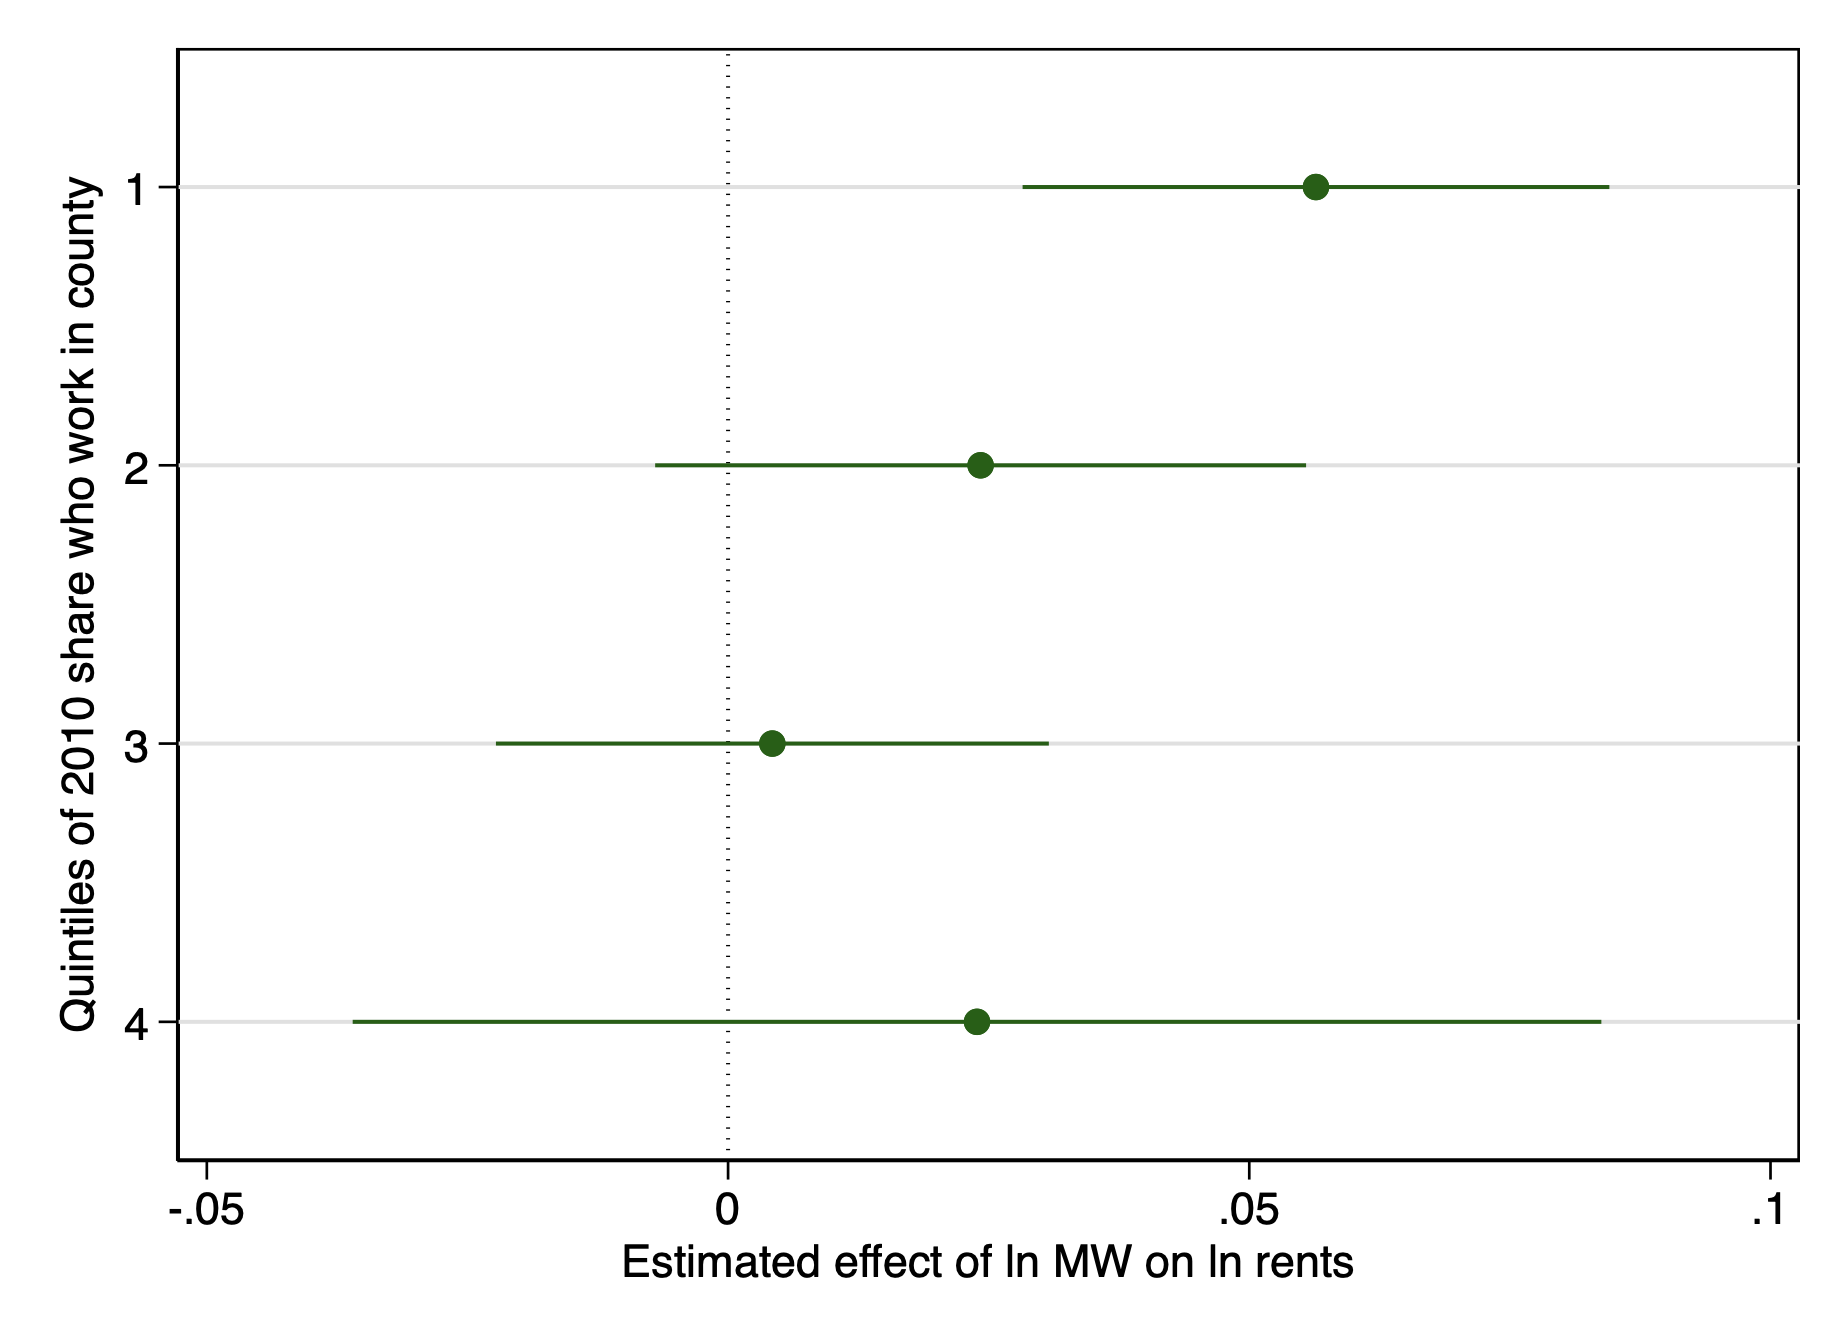 Quintiles of 2010 share who work in county
1
2
3
4
-.05 0 .05 .1
Estimated effect of ln MW on ln rents